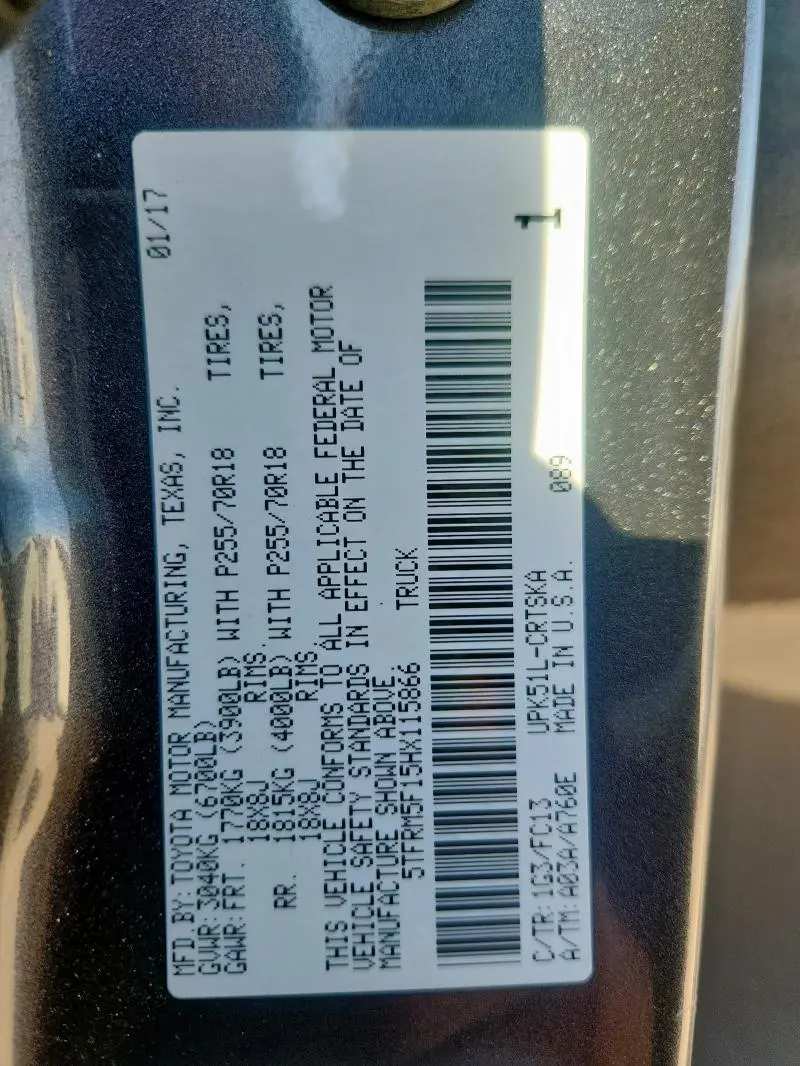 MFD.BY:TOYOTA MOTOR MANUFACTURING, TEXAS, INC. 01/17
GVWR:3040KG (6700LB)
GAWR:FRT. 1770KG (3900LB) WITH P255/70R18 TIRES,
18X8J RIMS.
RR. 1815KG (4000LB) WITH P255/70R18 TIRES,
18X8J RIMS
THIS VEHICLE CONFORMS TO ALL APPLICABLE FEDERAL MOTOR
VEHICLE SAFETY STANDARDS IN EFFECT ON THE DATE OF
MANUFACTURE SHOWN ABOVE.
5TFRM5F15HX115866 TRUCK
1
C/TR: 1G3/FC13 UPK51L-CRTSKA 089
A/TM: A03A/A760E MADE IN U.S.A.